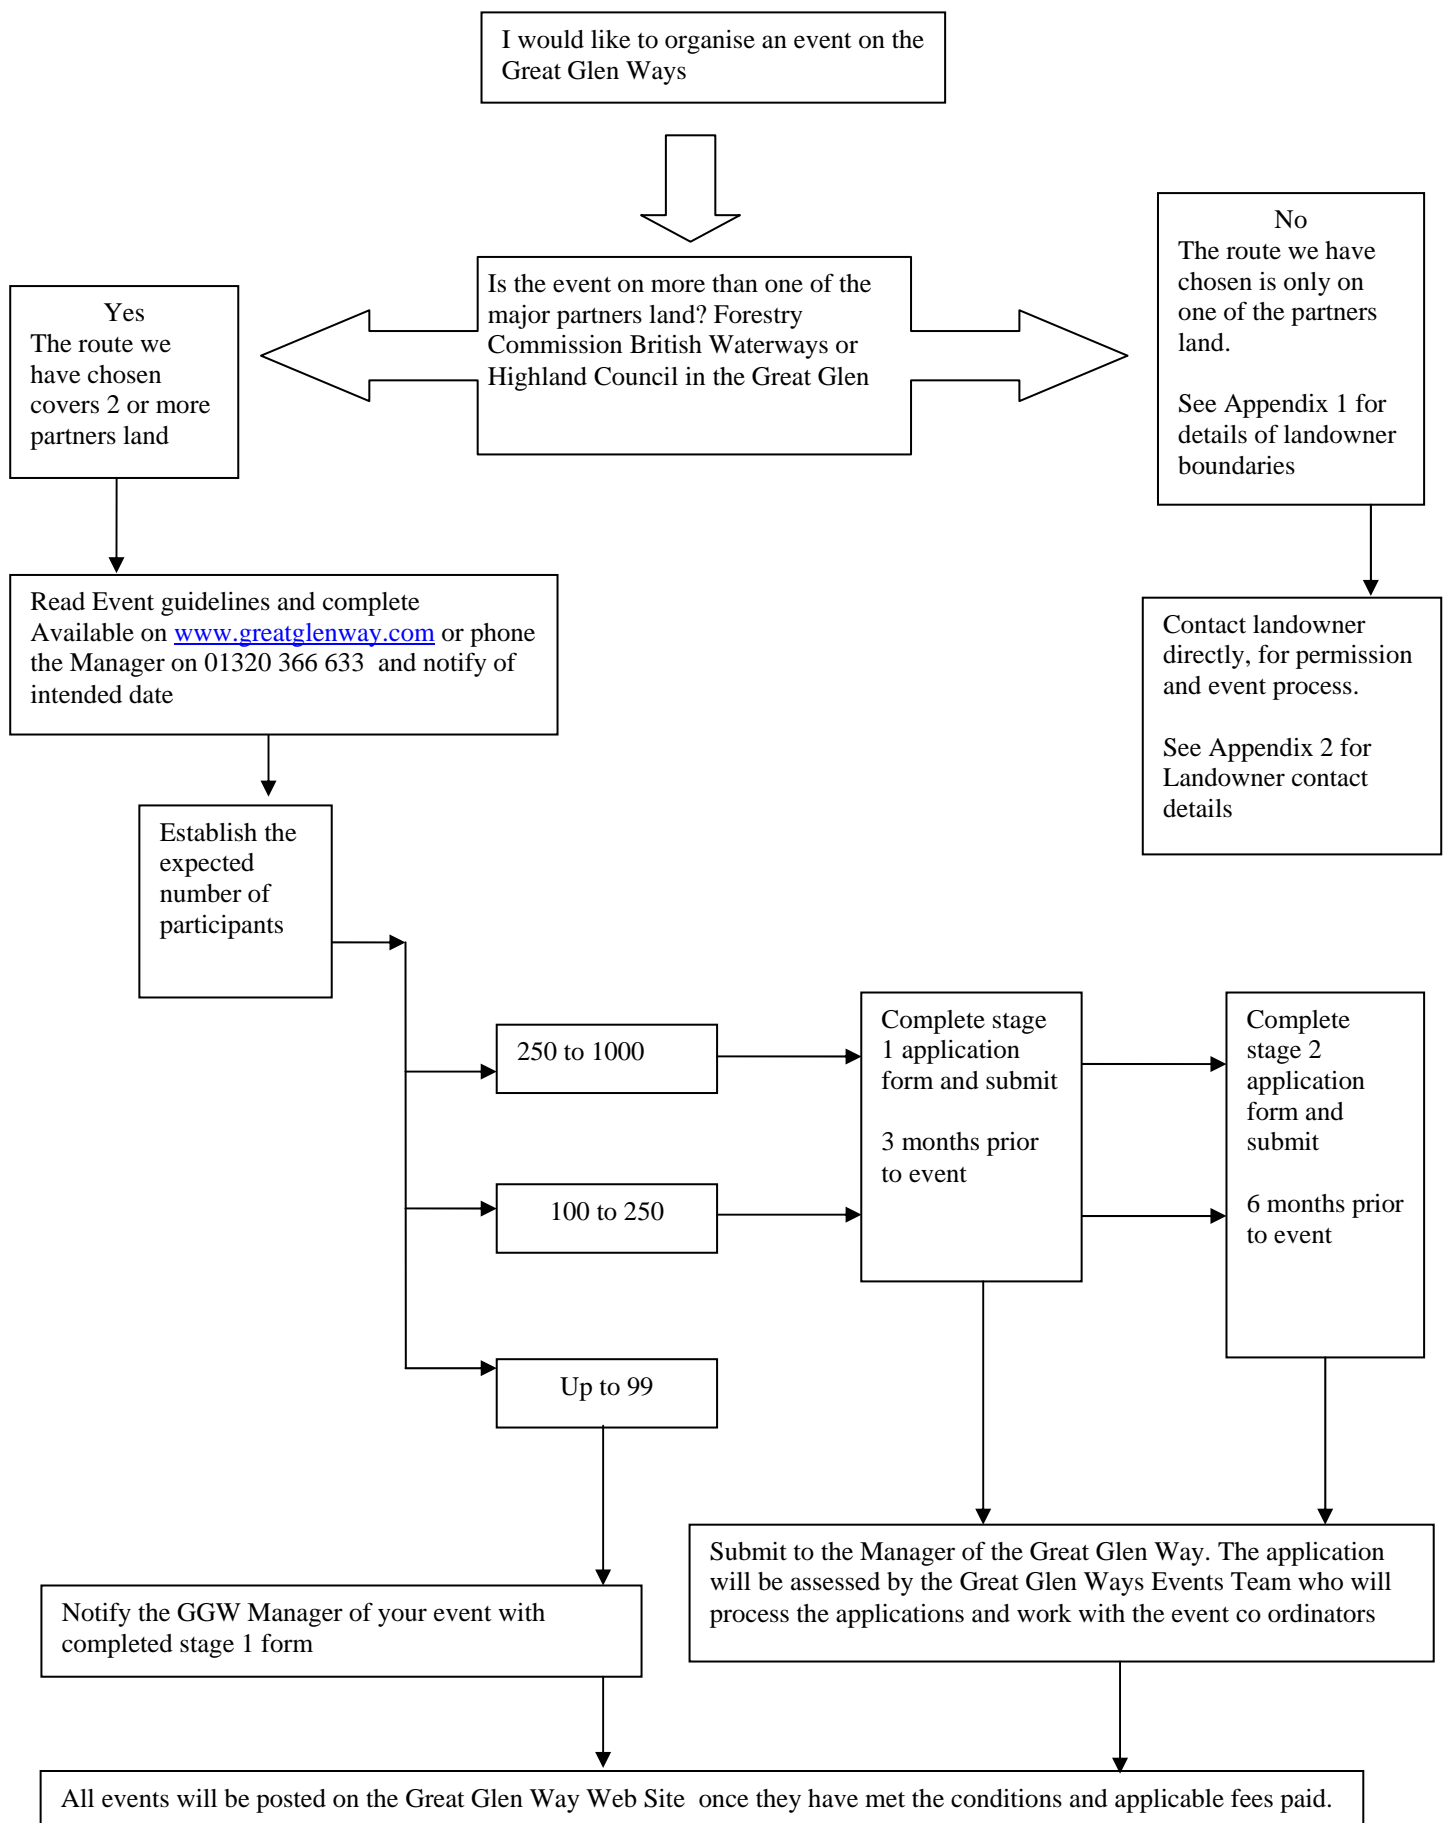 I would like to organise an event on the
Great Glen Ways
Is the event on more than one of the
major partners land? Forestry
Commission British Waterways or
Highland Council in the Great Glen
Yes
The route we
have chosen
covers 2 or more
partners land
No
The route we have
chosen is only on
one of the partners
land.
See Appendix 1 for
details of landowner
boundaries
Read Event guidelines and complete
Available on www.greatglenway.com or phone
the Manager on 01320 366 633 and notify of
intended date
Contact landowner
directly, for permission
and event process.
See Appendix 2 for
Landowner contact
details
Establish the
expected
number of
participants
250 to 1000
100 to 250
Up to 99
Complete stage
1 application
form and submit
3 months prior
to event
Complete
stage 2
application
form and
submit
6 months prior
to event
Notify the GGW Manager of your event with
completed stage 1 form
Submit to the Manager of the Great Glen Way. The application
will be assessed by the Great Glen Ways Events Team who will
process the applications and work with the event co ordinators
All events will be posted on the Great Glen Way Web Site once they have met the conditions and applicable fees paid.